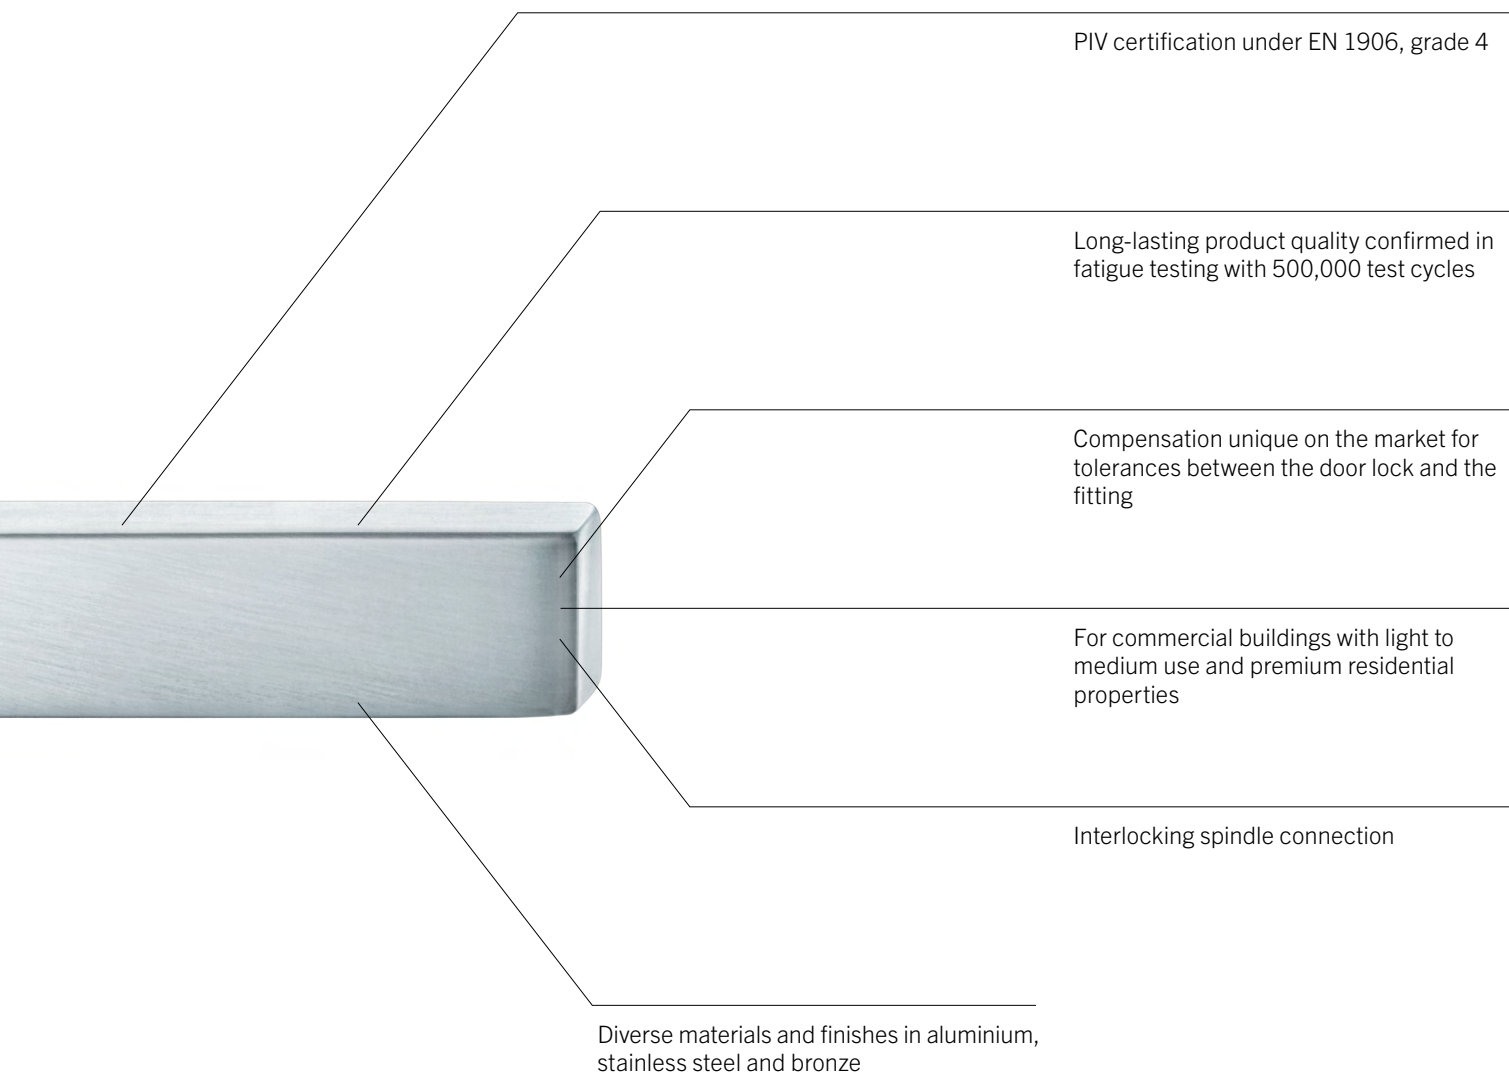 PIV certification under EN 1906, grade 4
Long-lasting product quality confirmed in
fatigue testing with 500,000 test cycles
Compensation unique on the market for
tolerances between the door lock and the
fitting
For commercial buildings with light to
medium use and premium residential
properties
Interlocking spindle connection
Diverse materials and finishes in aluminium,
stainless steel and bronze